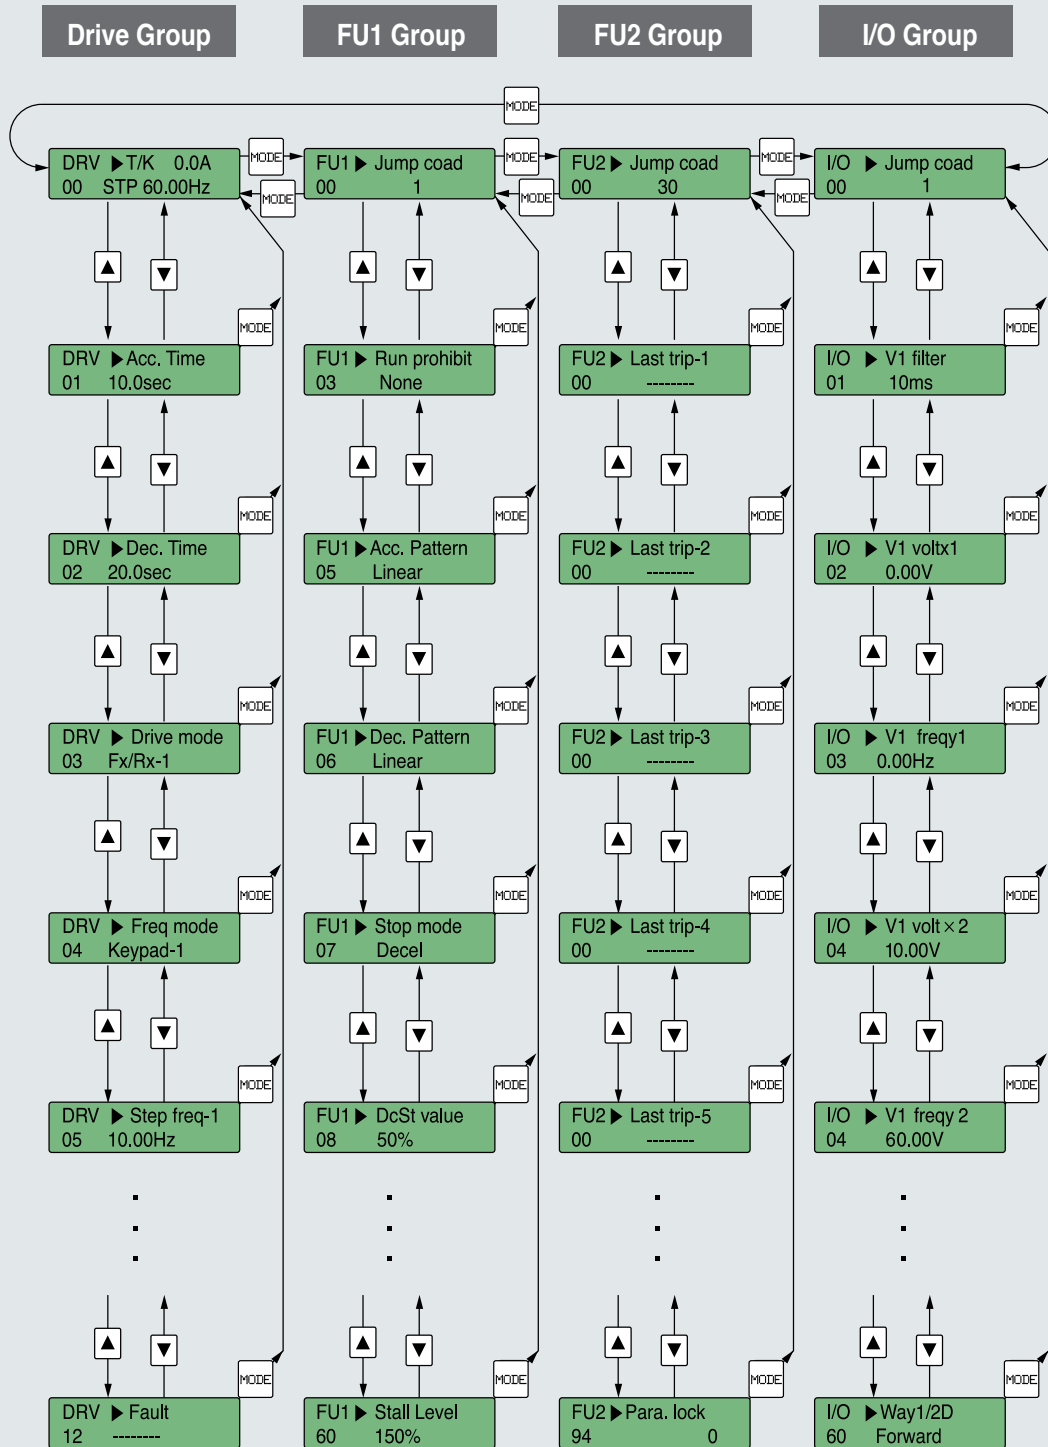 Drive Group
FU1 Group
FU2 Group
I/O Group
MODE
DRV ▶T/K 0.0A
00 STP 60.00Hz
MODE
MODE
FU1 ▶ Jump coad
00 1
MODE
MODE
FU2 ▶ Jump coad
00 30
MODE
MODE
I/O ▶ Jump coad
00 1
▲ ▼
▲ ▼
▲ ▼
▲ ▼
MODE
MODE
MODE
MODE
DRV ▶Acc. Time
01 10.0sec
FU1 ▶ Run prohibit
03 None
FU2 ▶ Last trip-1
00 --------
I/O ▶ V1 filter
01 10ms
▲ ▼
▲ ▼
▲ ▼
▲ ▼
MODE
MODE
MODE
MODE
DRV ▶Dec. Time
02 20.0sec
FU1 ▶ Acc. Pattern
05 Linear
FU2 ▶ Last trip-2
00 --------
I/O ▶ V1 voltx1
02 0.00V
▲ ▼
▲ ▼
▲ ▼
▲ ▼
MODE
MODE
MODE
MODE
DRV ▶ Drive mode
03 Fx/Rx-1
FU1 ▶ Dec. Pattern
06 Linear
FU2 ▶ Last trip-3
00 --------
I/O ▶ V1 freqy1
03 0.00Hz
▲ ▼
▲ ▼
▲ ▼
▲ ▼
MODE
MODE
MODE
MODE
DRV ▶ Freq mode
04 Keypad-1
FU1 ▶ Stop mode
07 Decel
FU2 ▶ Last trip-4
00 --------
I/O ▶ V1 volt×2
04 10.00V
▲ ▼
▲ ▼
▲ ▼
▲ ▼
MODE
MODE
MODE
MODE
DRV ▶ Step freq-1
05 10.00Hz
FU1 ▶ DcSt value
08 50%
FU2 ▶ Last trip-5
00 --------
I/O ▶ V1 freqy 2
04 60.00V
▲ ▼
▲ ▼
▲ ▼
▲ ▼
MODE
MODE
MODE
MODE
DRV ▶ Fault
12 --------
FU1 ▶ Stall Level
60 150%
FU2 ▶ Para. lock
94 0
I/O ▶Way1/2D
60 Forward